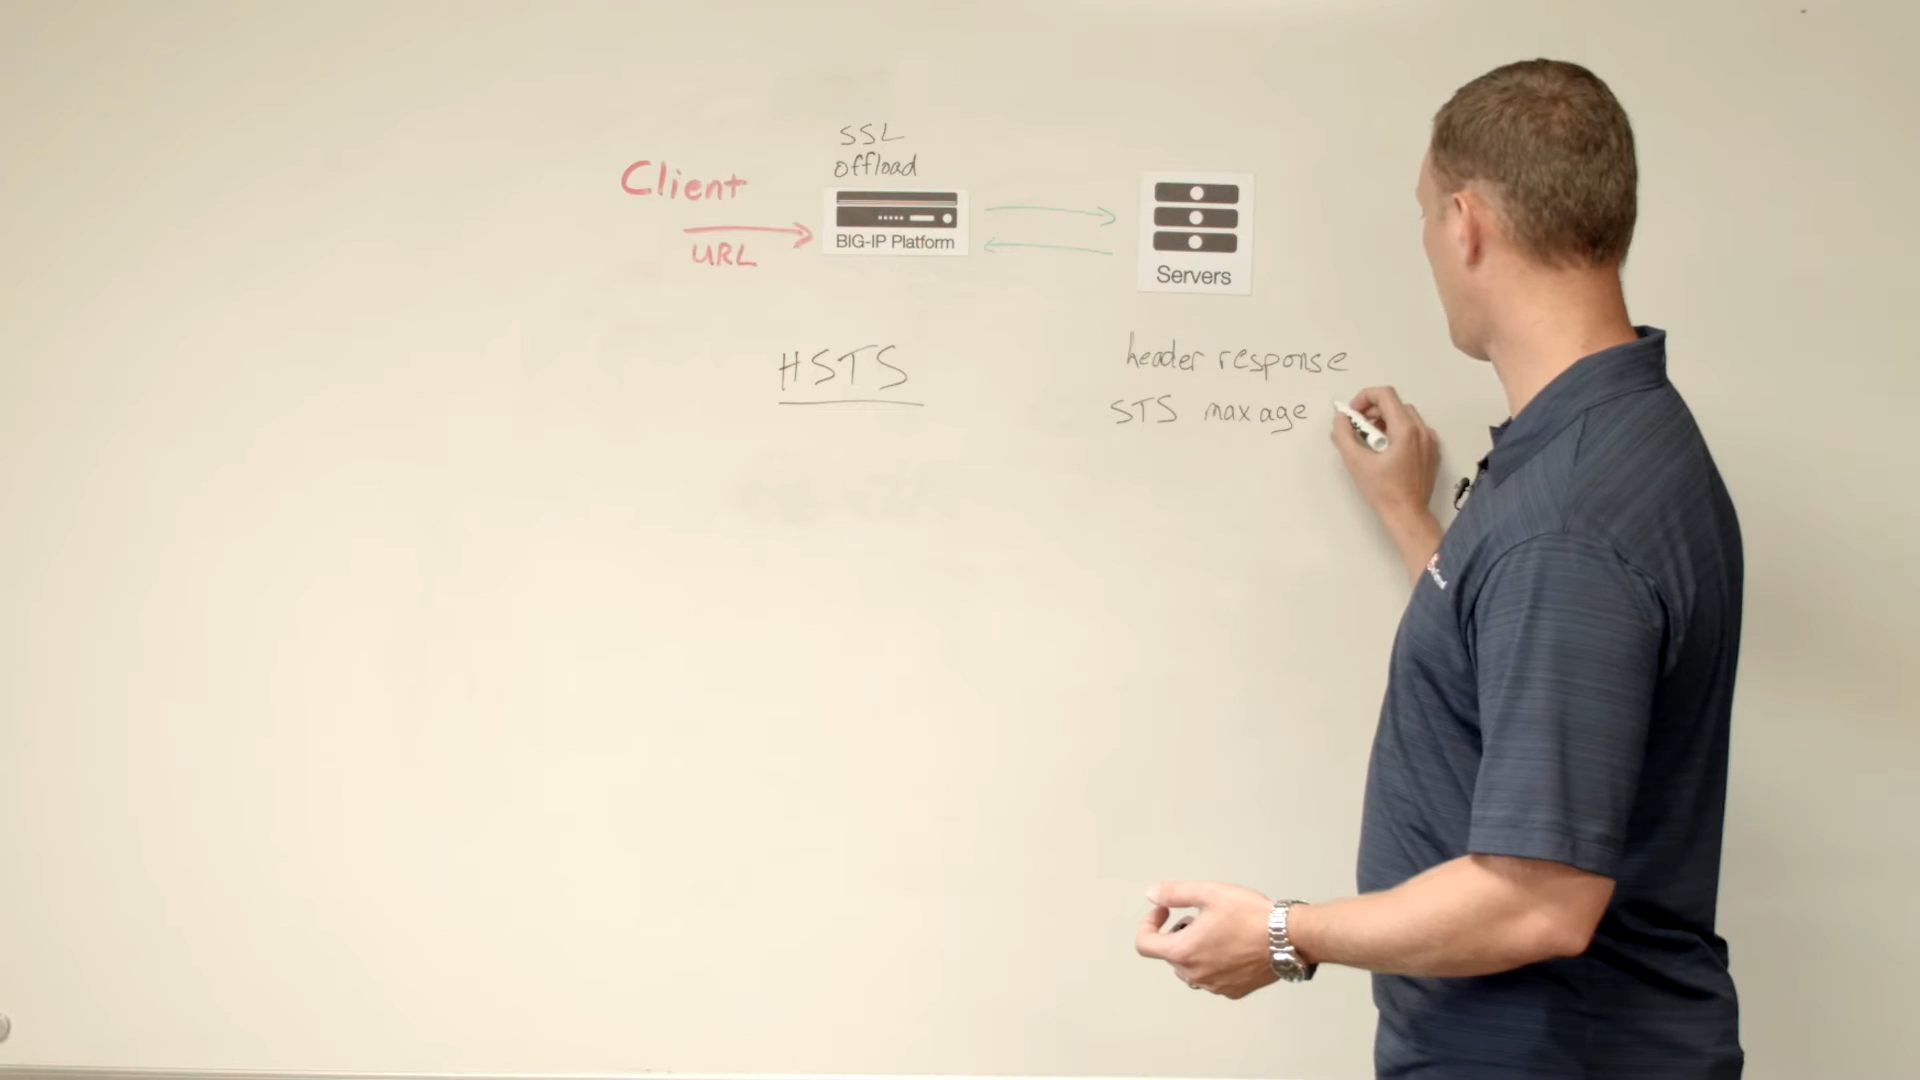 SSL
offload
Client
URL
BIG-IP Platform
Servers
HSTS
header response
STS max age